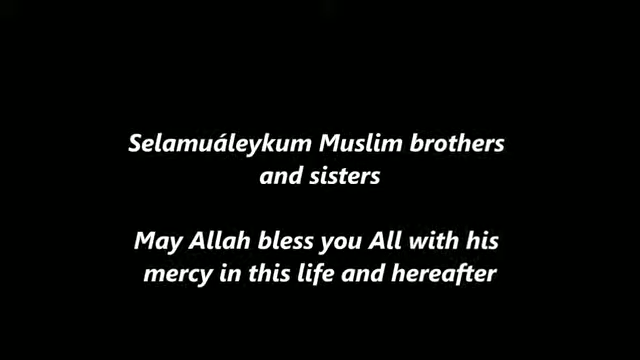 Selamuáleykum Muslim brothers
and sisters
May Allah bless you All with his
mercy in this life and hereafter